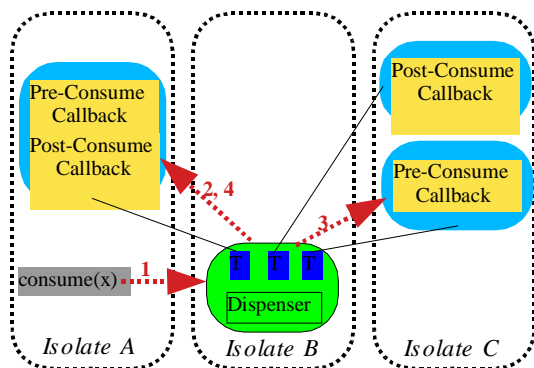 Pre-Consume
Callback
Post-Consume
Callback
Post-Consume
Callback
Pre-Consume
Callback
2, 4
3
1
consume(x)
T T T
Dispenser
Isolate A
Isolate B
Isolate C